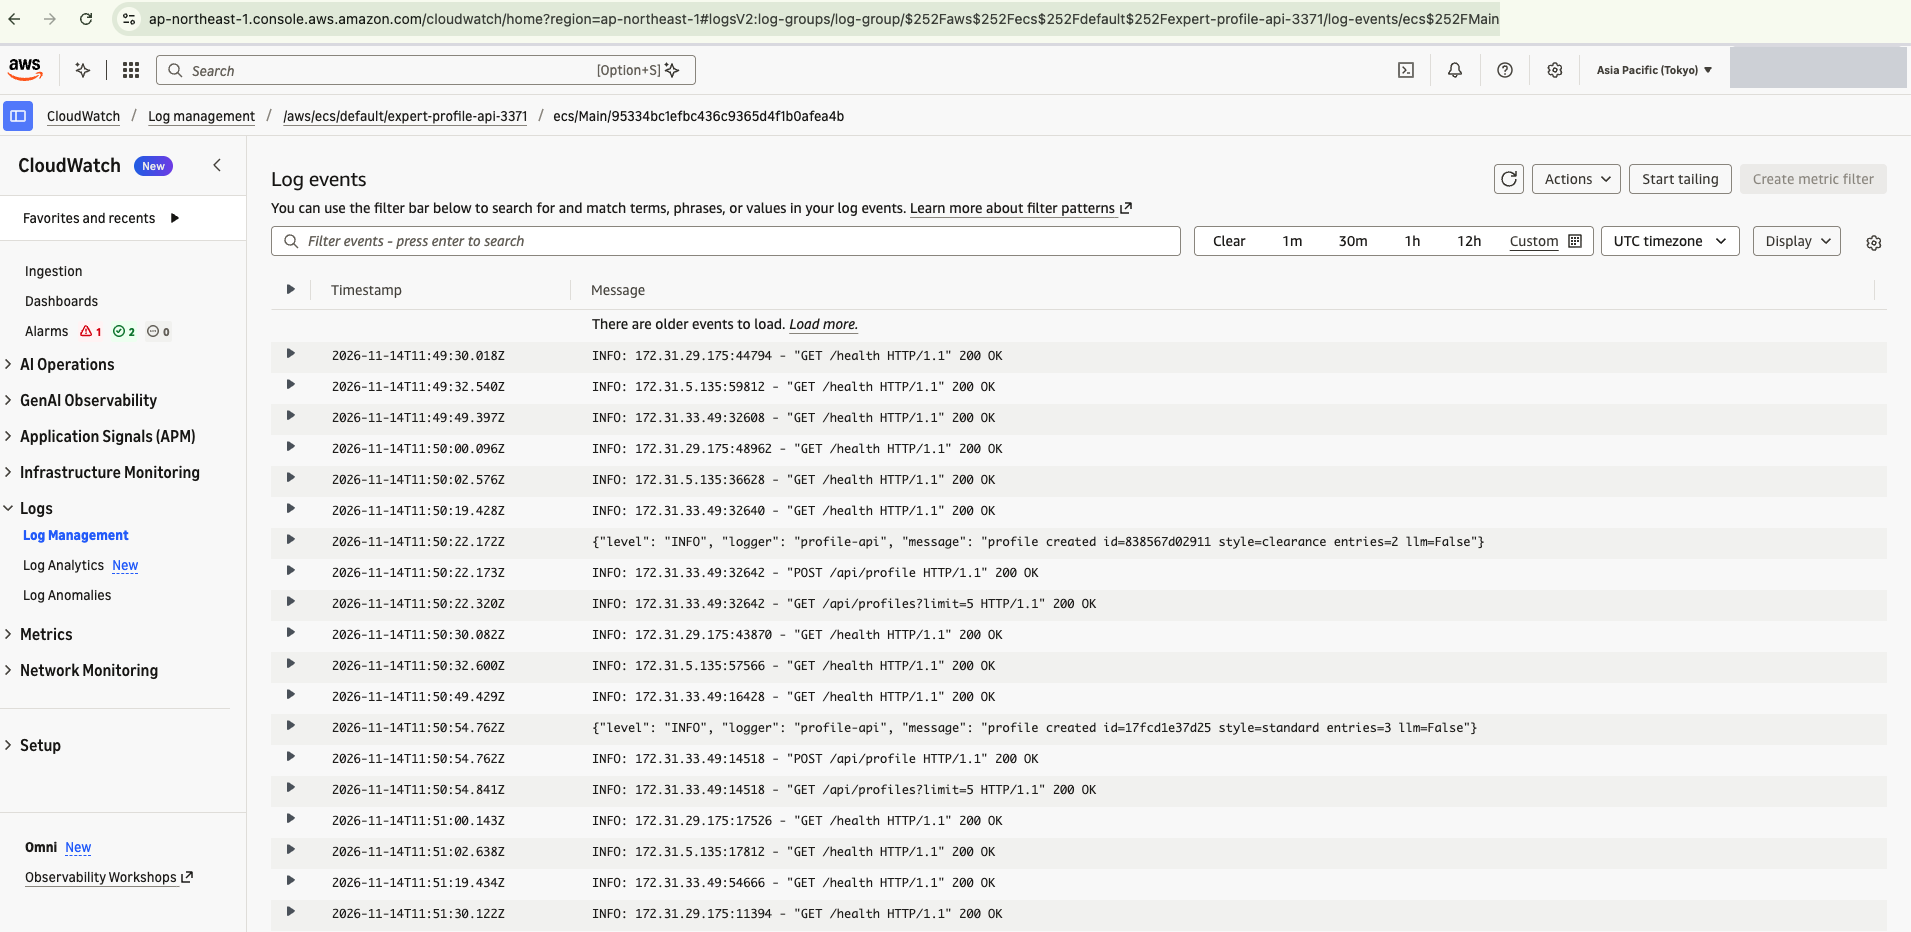 ap-northeast-1.console.aws.amazon.com/cloudwatch/home?region=ap-northeast-1#logsV2:log-groups/log-group/$252Faws$252Fecs$252Fdefault$252Fexpert-profile-api-3371/log-events/ecs$252FMain
aws Search [Option+S] Asia Pacific (Tokyo)
CloudWatch / Log management / /aws/ecs/default/expert-profile-api-3371 / ecs/Main/95334bc1efbc436c9365d4f1b0afea4b
CloudWatch New
Favorites and recents
Ingestion
Dashboards
Alarms 1 2 0
AI Operations
GenAI Observability
Application Signals (APM)
Infrastructure Monitoring
Logs
Log Management
Log Analytics New
Log Anomalies
Metrics
Network Monitoring
Setup
Omni New
Observability Workshops
Log events
Actions Start tailing Create metric filter
You can use the filter bar below to search for and match terms, phrases, or values in your log events. Learn more about filter patterns
Filter events - press enter to search Clear 1m 30m 1h 12h Custom UTC timezone Display
Timestamp Message
There are older events to load. Load more.
2026-11-14T11:49:30.018Z INFO: 172.31.29.175:44794 - "GET /health HTTP/1.1" 200 OK
2026-11-14T11:49:32.540Z INFO: 172.31.5.135:59812 - "GET /health HTTP/1.1" 200 OK
2026-11-14T11:49:49.397Z INFO: 172.31.33.49:32608 - "GET /health HTTP/1.1" 200 OK
2026-11-14T11:50:00.096Z INFO: 172.31.29.175:48962 - "GET /health HTTP/1.1" 200 OK
2026-11-14T11:50:02.576Z INFO: 172.31.5.135:36628 - "GET /health HTTP/1.1" 200 OK
2026-11-14T11:50:19.428Z INFO: 172.31.33.49:32640 - "GET /health HTTP/1.1" 200 OK
2026-11-14T11:50:22.172Z {"level": "INFO", "logger": "profile-api", "message": "profile created id=838567d02911 style=clearance entries=2 llm=False"}
2026-11-14T11:50:22.173Z INFO: 172.31.33.49:32642 - "POST /api/profile HTTP/1.1" 200 OK
2026-11-14T11:50:22.320Z INFO: 172.31.33.49:32642 - "GET /api/profiles?limit=5 HTTP/1.1" 200 OK
2026-11-14T11:50:30.082Z INFO: 172.31.29.175:43870 - "GET /health HTTP/1.1" 200 OK
2026-11-14T11:50:32.600Z INFO: 172.31.5.135:57566 - "GET /health HTTP/1.1" 200 OK
2026-11-14T11:50:49.429Z INFO: 172.31.33.49:16428 - "GET /health HTTP/1.1" 200 OK
2026-11-14T11:50:54.762Z {"level": "INFO", "logger": "profile-api", "message": "profile created id=17fcd1e37d25 style=standard entries=3 llm=False"}
2026-11-14T11:50:54.762Z INFO: 172.31.33.49:14518 - "POST /api/profile HTTP/1.1" 200 OK
2026-11-14T11:50:54.841Z INFO: 172.31.33.49:14518 - "GET /api/profiles?limit=5 HTTP/1.1" 200 OK
2026-11-14T11:51:00.143Z INFO: 172.31.29.175:17526 - "GET /health HTTP/1.1" 200 OK
2026-11-14T11:51:02.638Z INFO: 172.31.5.135:17812 - "GET /health HTTP/1.1" 200 OK
2026-11-14T11:51:19.434Z INFO: 172.31.33.49:54666 - "GET /health HTTP/1.1" 200 OK
2026-11-14T11:51:30.122Z INFO: 172.31.29.175:11394 - "GET /health HTTP/1.1" 200 OK